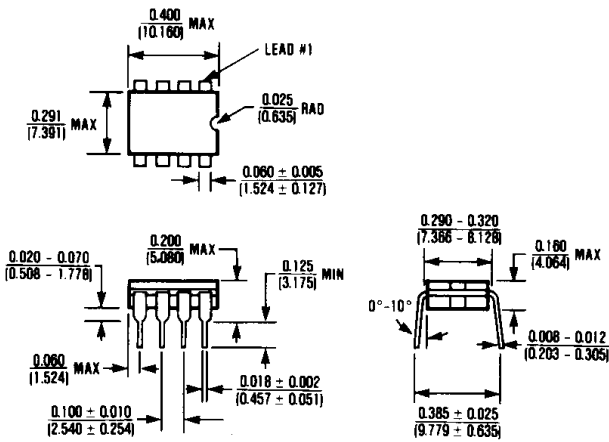 0.400
(10.160)
MAX
LEAD #1
0.291
(7.391)
MAX
0.025
(0.635)
RAD
0.060 ± 0.005
(1.524 ± 0.127)
0.020 - 0.070
(0.508 - 1.778)
0.200
(5.080)
MAX
0.125
(3.175)
MIN
0.060
(1.524)
MAX
0.018 ± 0.002
(0.457 ± 0.051)
0.100 ± 0.010
(2.540 ± 0.254)
0.290 - 0.320
(7.366 - 8.128)
0.160
(4.064)
MAX
0°-10°
0.008 - 0.012
(0.203 - 0.305)
0.385 ± 0.025
(9.779 ± 0.635)